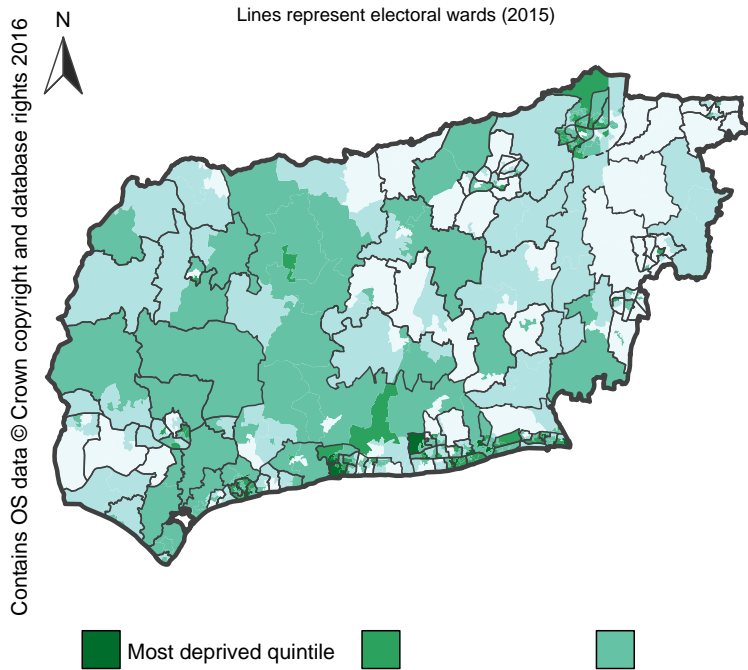 Lines represent electoral wards (2015)
N
Contains OS data © Crown copyright and database rights 2016
Most deprived quintile